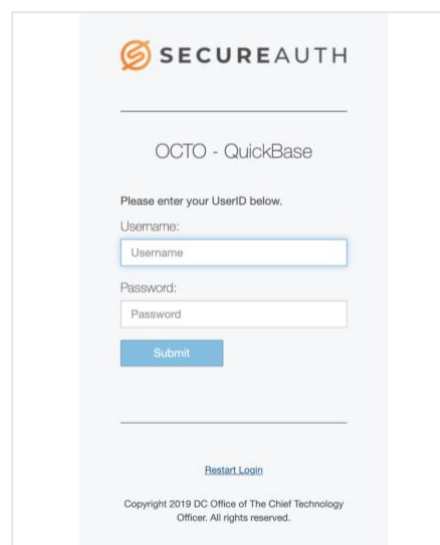 SECUREAUTH
OCTO - QuickBase
Please enter your UserID below.
Username:
Username
Password:
Password
Submit
Restart Login
Copyright 2019 DC Office of The Chief Technology
Officer. All rights reserved.